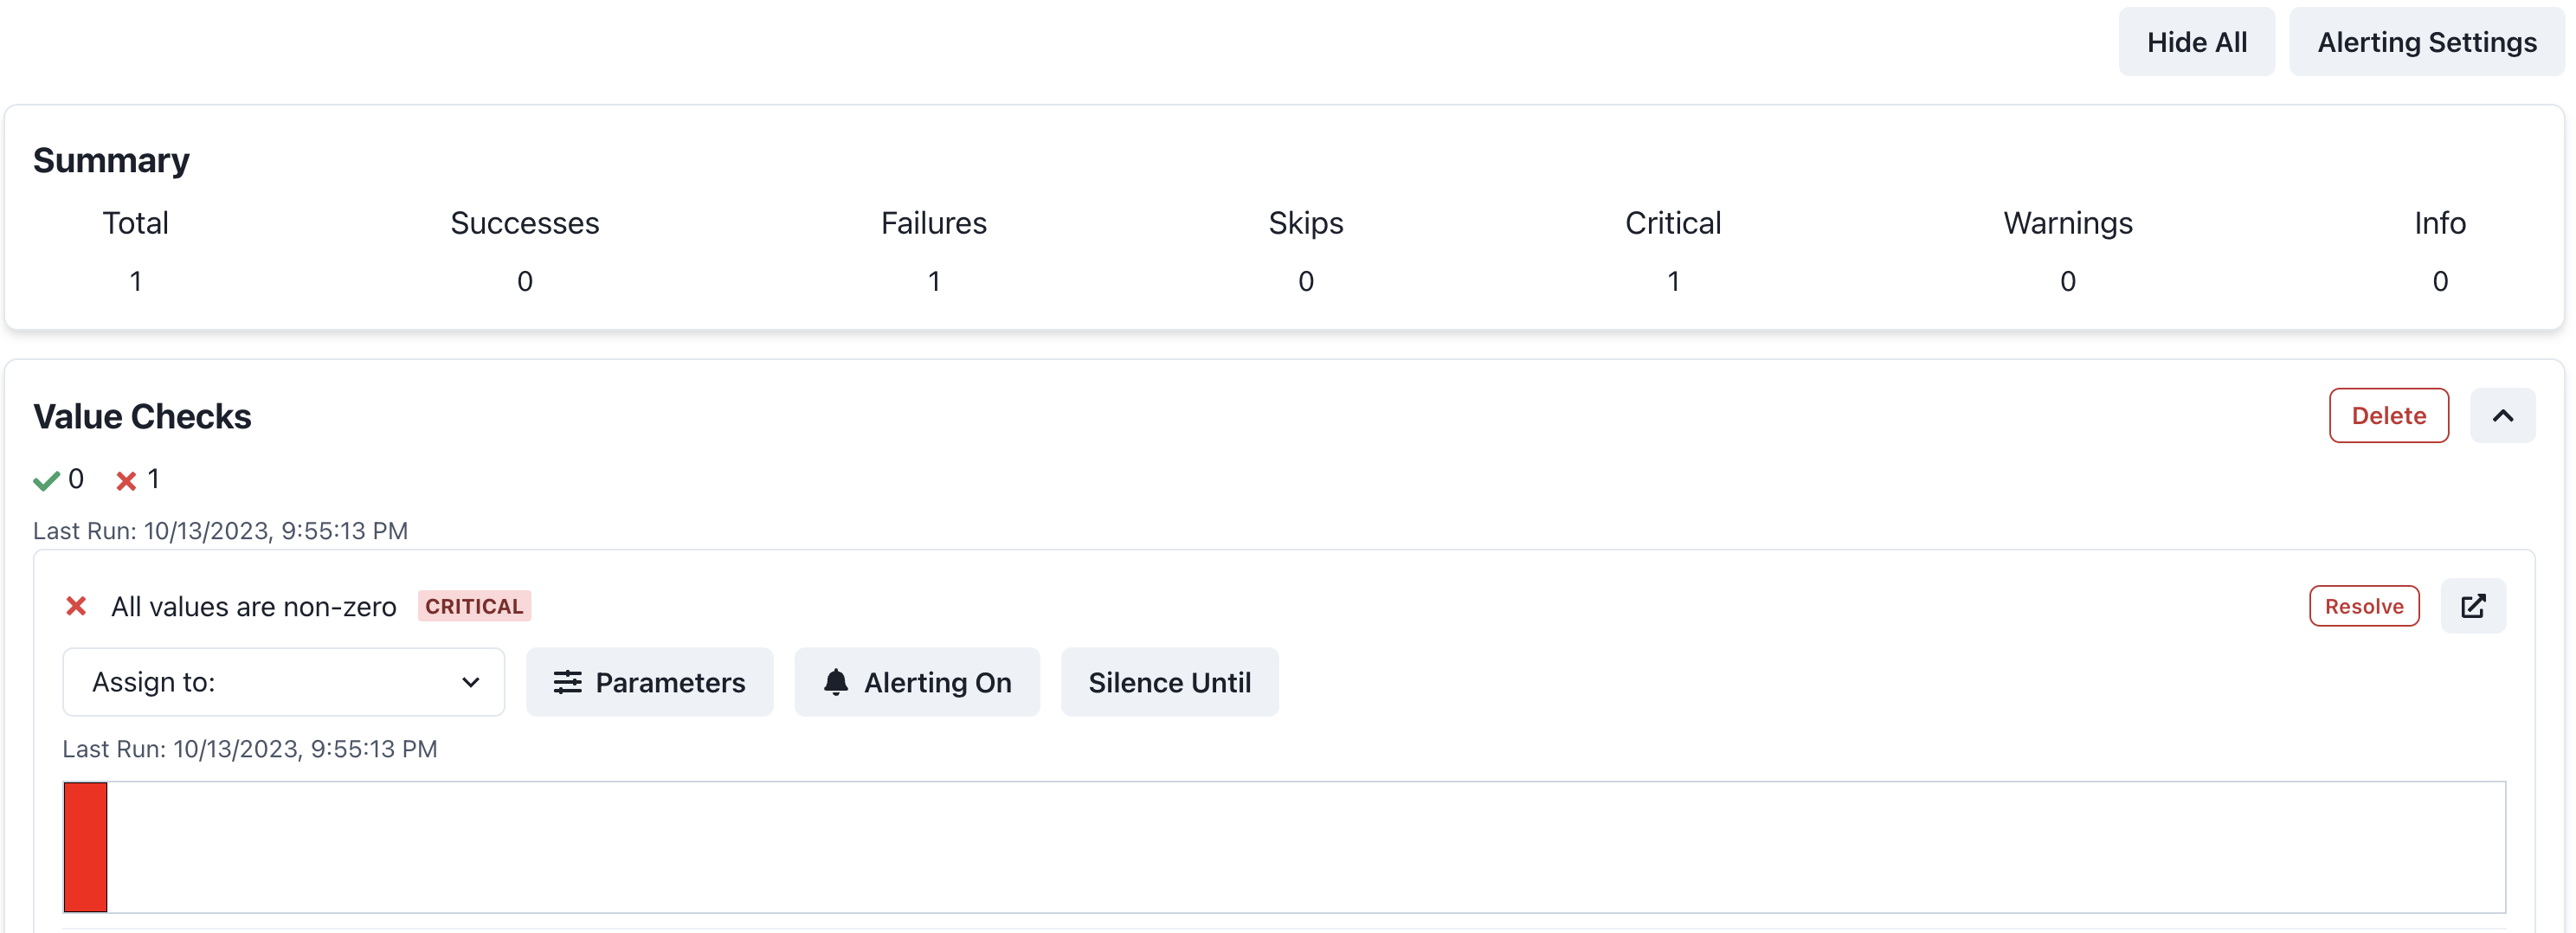 Hide All Alerting Settings
Summary
Total Successes Failures Skips Critical Warnings Info
1 0 1 0 1 0 0
Value Checks Delete
0 1
Last Run: 10/13/2023, 9:55:13 PM
All values are non-zero CRITICAL Resolve
Assign to: Parameters Alerting On Silence Until
Last Run: 10/13/2023, 9:55:13 PM